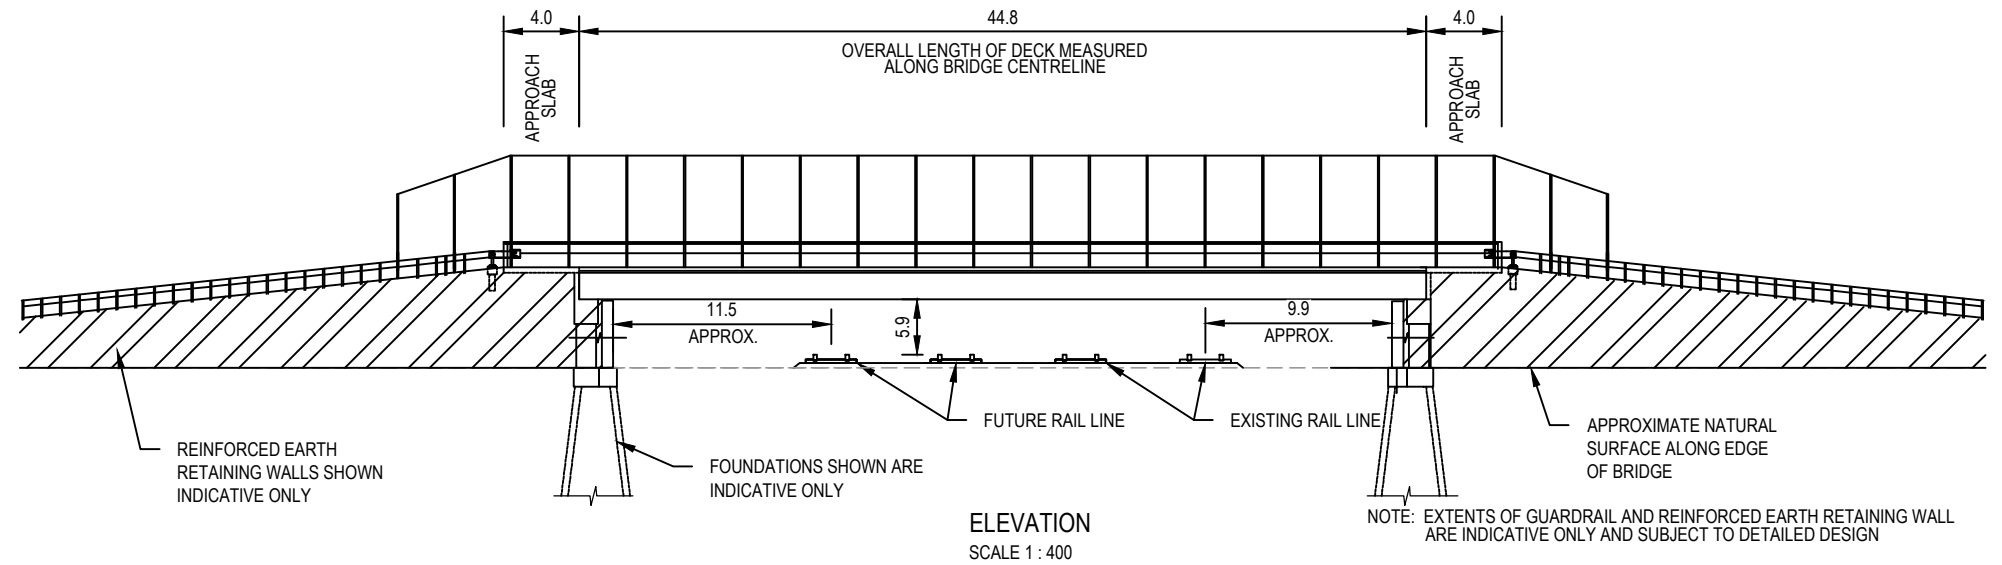 4.0
44.8
4.0
OVERALL LENGTH OF DECK MEASURED
ALONG BRIDGE CENTRELINE
APPROACH
SLAB
APPROACH
SLAB
11.5
APPROX.
5.9
9.9
APPROX.
FUTURE RAIL LINE
EXISTING RAIL LINE
REINFORCED EARTH
RETAINING WALLS SHOWN
INDICATIVE ONLY
FOUNDATIONS SHOWN ARE
INDICATIVE ONLY
APPROXIMATE NATURAL
SURFACE ALONG EDGE
OF BRIDGE
ELEVATION
SCALE 1 : 400
NOTE: EXTENTS OF GUARDRAIL AND REINFORCED EARTH RETAINING WALL
ARE INDICATIVE ONLY AND SUBJECT TO DETAILED DESIGN